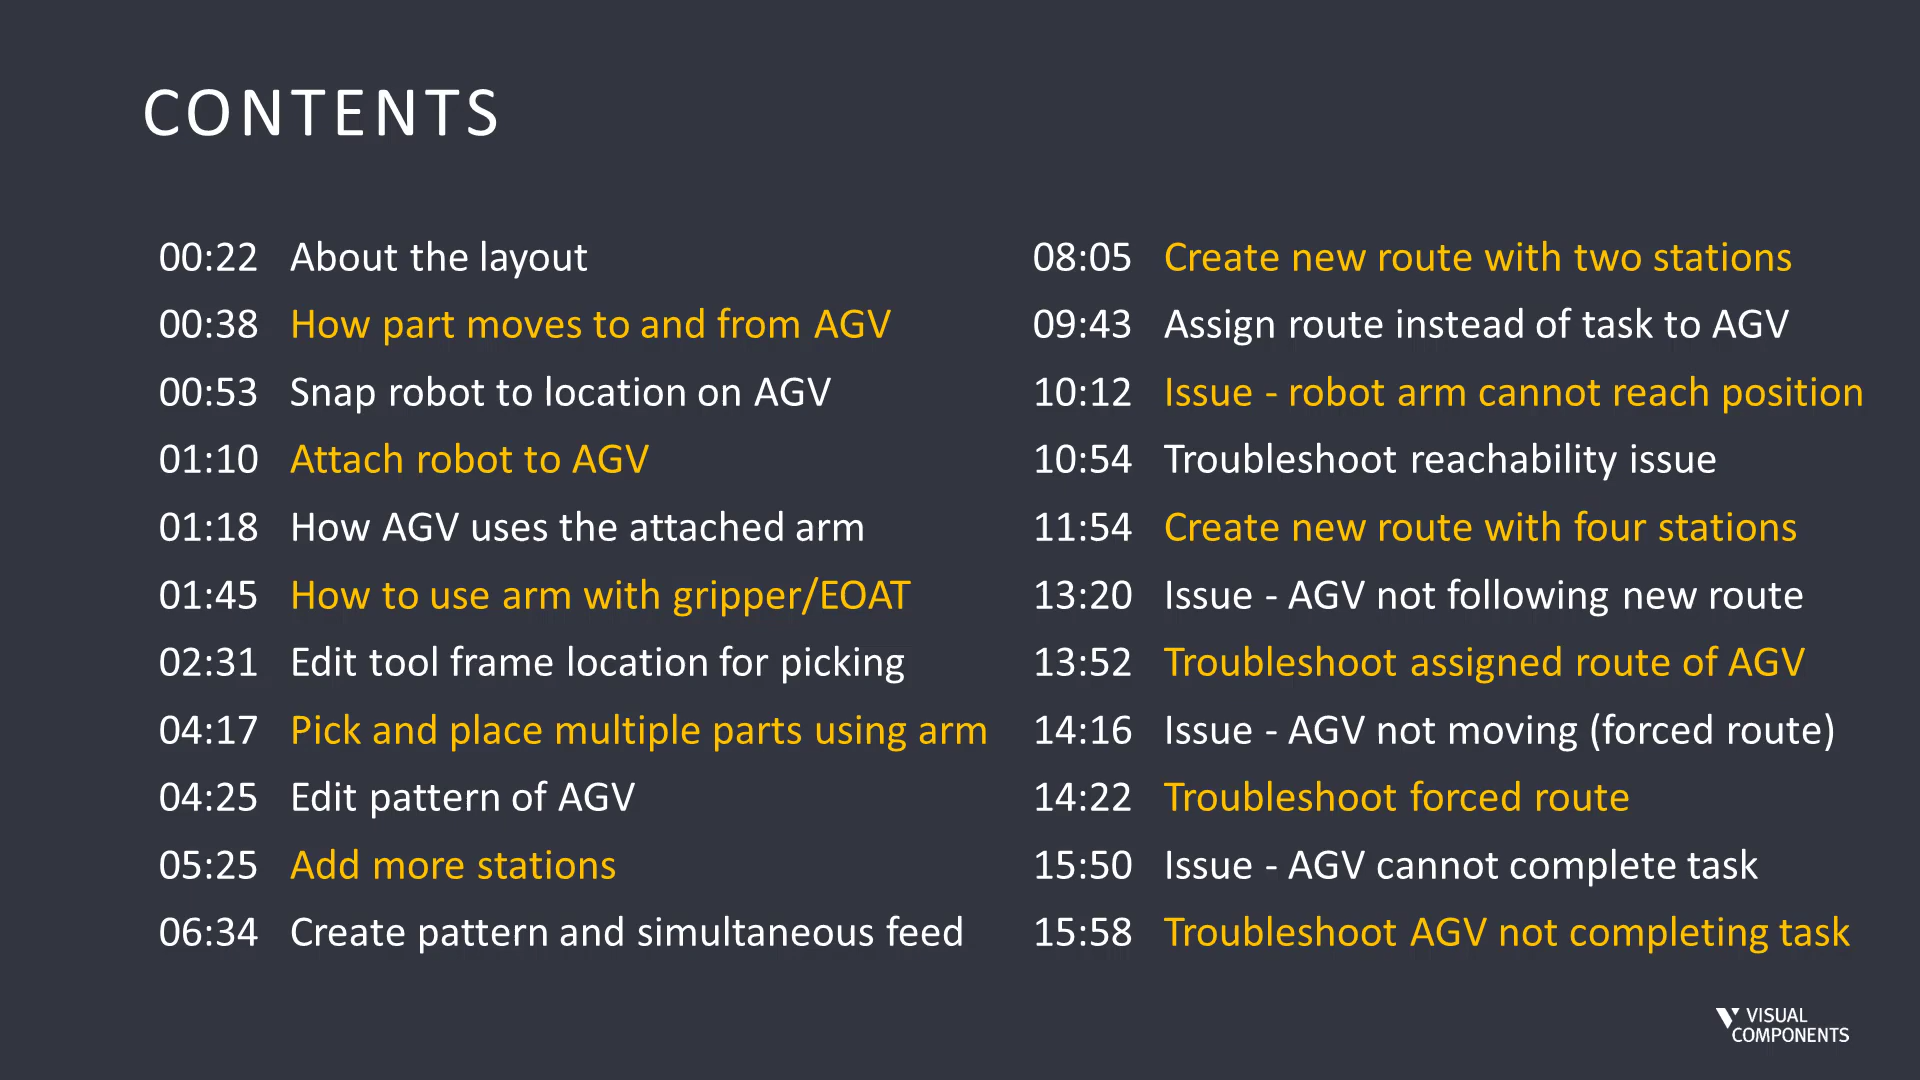 CONTENTS
00:22 About the layout
00:38 How part moves to and from AGV
00:53 Snap robot to location on AGV
01:10 Attach robot to AGV
01:18 How AGV uses the attached arm
01:45 How to use arm with gripper/EOAT
02:31 Edit tool frame location for picking
04:17 Pick and place multiple parts using arm
04:25 Edit pattern of AGV
05:25 Add more stations
06:34 Create pattern and simultaneous feed
08:05 Create new route with two stations
09:43 Assign route instead of task to AGV
10:12 Issue - robot arm cannot reach position
10:54 Troubleshoot reachability issue
11:54 Create new route with four stations
13:20 Issue - AGV not following new route
13:52 Troubleshoot assigned route of AGV
14:16 Issue - AGV not moving (forced route)
14:22 Troubleshoot forced route
15:50 Issue - AGV cannot complete task
15:58 Troubleshoot AGV not completing task
VISUAL
COMPONENTS